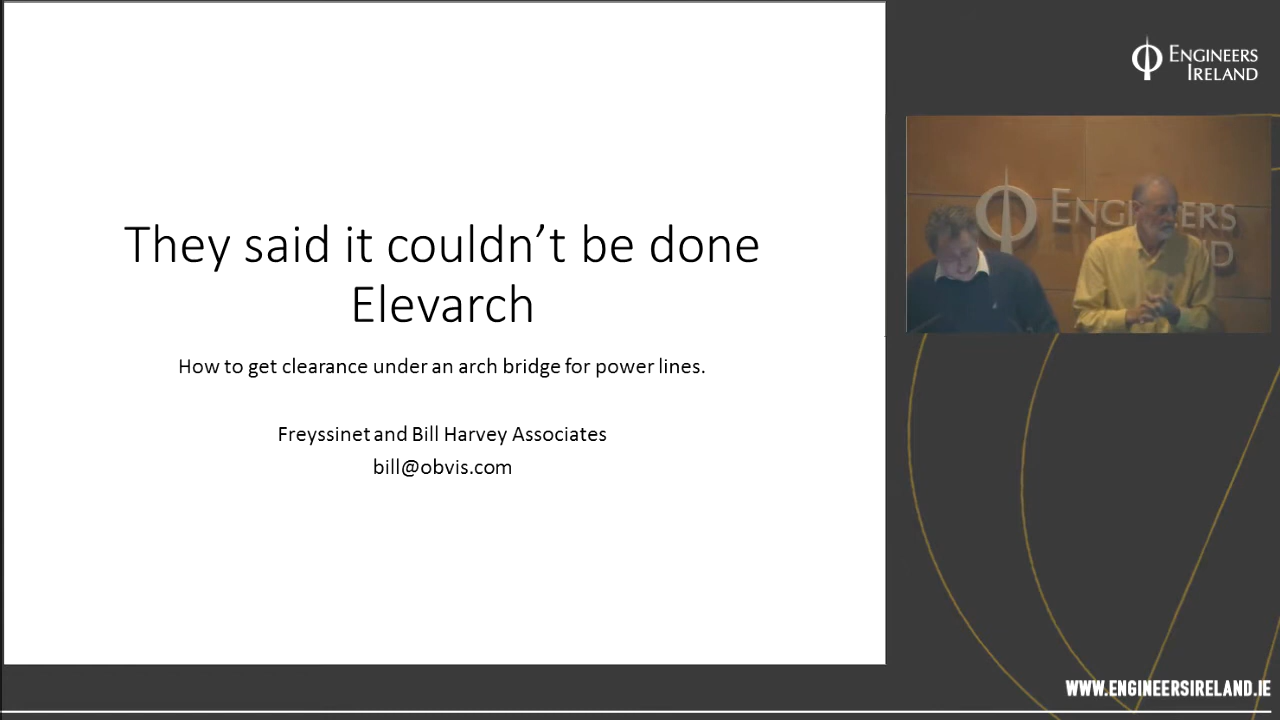 They said it couldn’t be done
Elevarch
How to get clearance under an arch bridge for power lines.
Freyssinet and Bill Harvey Associates
bill@obvis.com
ENGINEERS
IRELAND
ENGINEERS
WWW.ENGINEERSIRELAND.IE